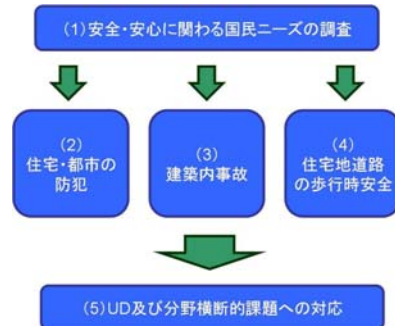 (1)安全・安心に関わる国民ニーズの調査
(2)
住宅・都市の
防犯
(3)
建築内事故
(4)
住宅地道路
の歩行時安全
(5)UD及び分野横断的課題への対応